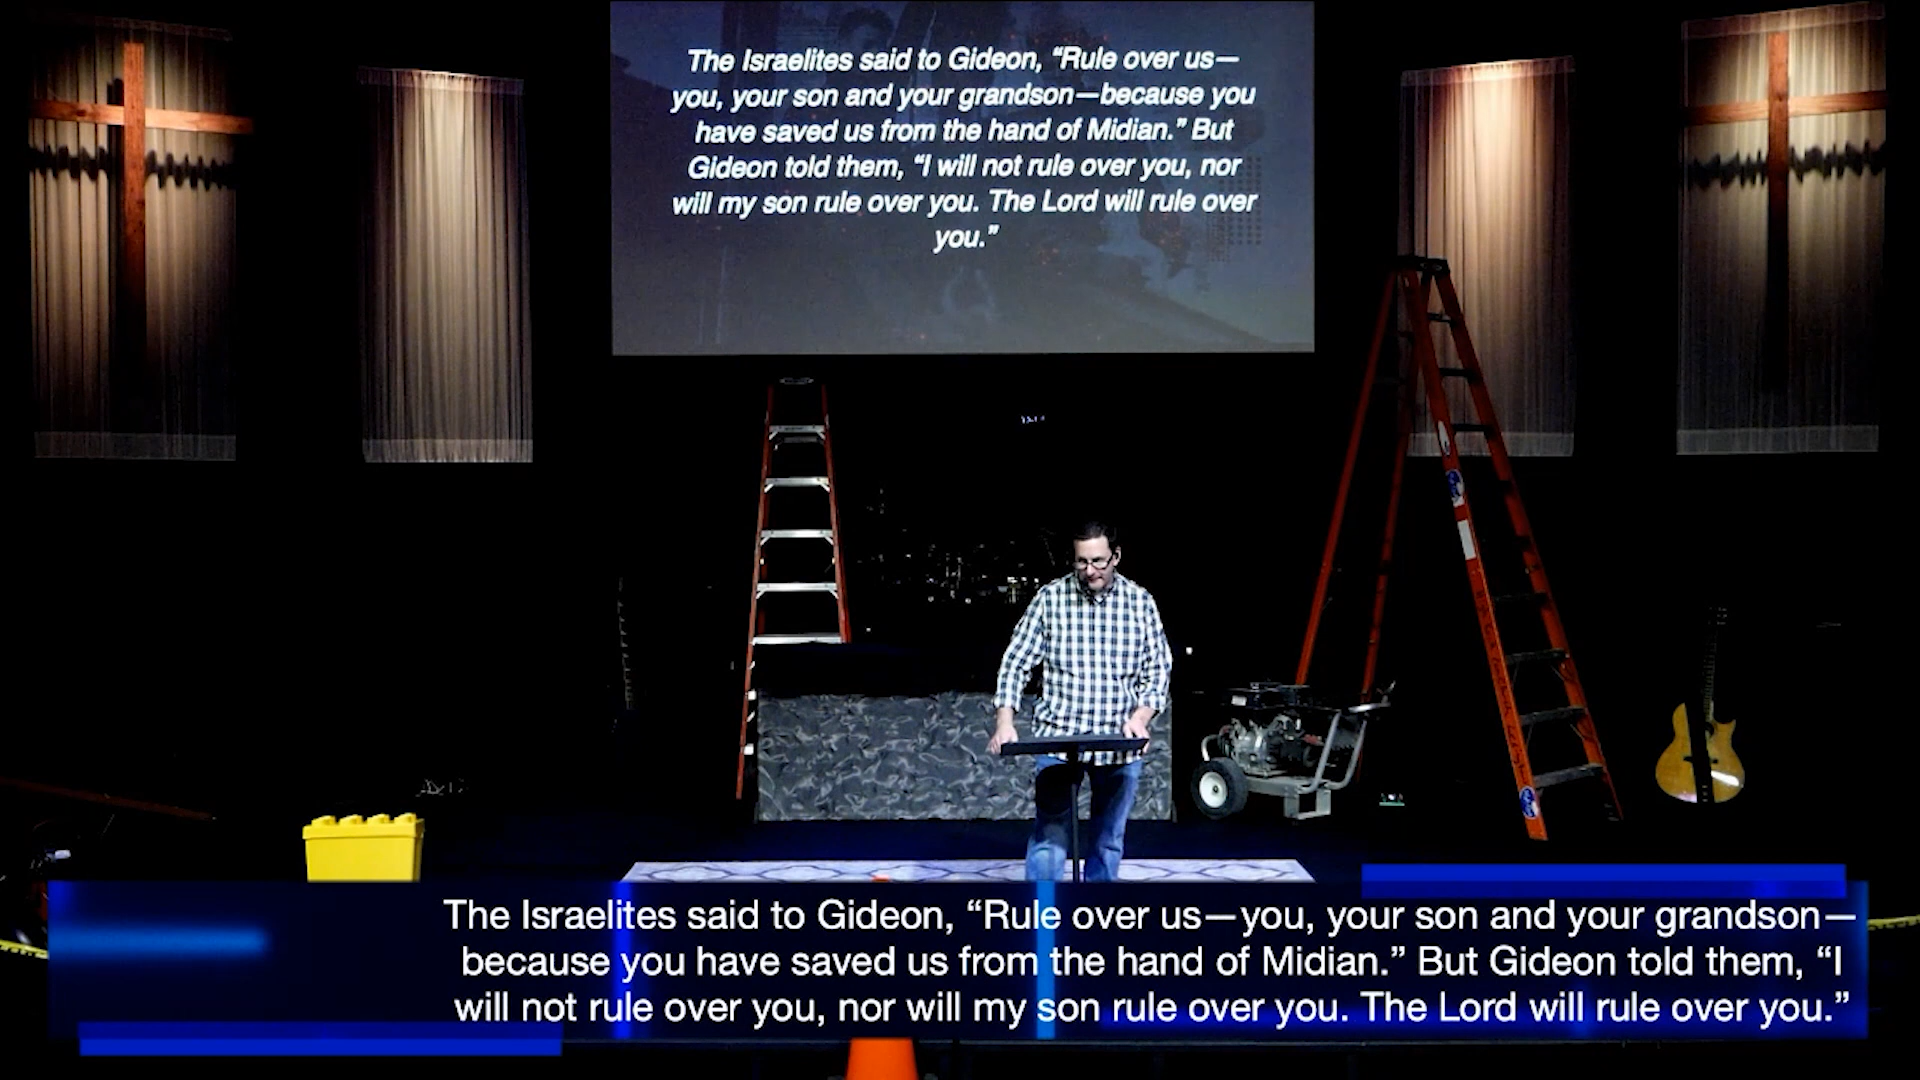 The Israelites said to Gideon, “Rule over us—
you, your son and your grandson—because you
have saved us from the hand of Midian.” But
Gideon told them, “I will not rule over you, nor
will my son rule over you. The Lord will rule over
you.”
The Israelites said to Gideon, “Rule over us—you, your son and your grandson—
because you have saved us from the hand of Midian.” But Gideon told them, “I
will not rule over you, nor will my son rule over you. The Lord will rule over you.”